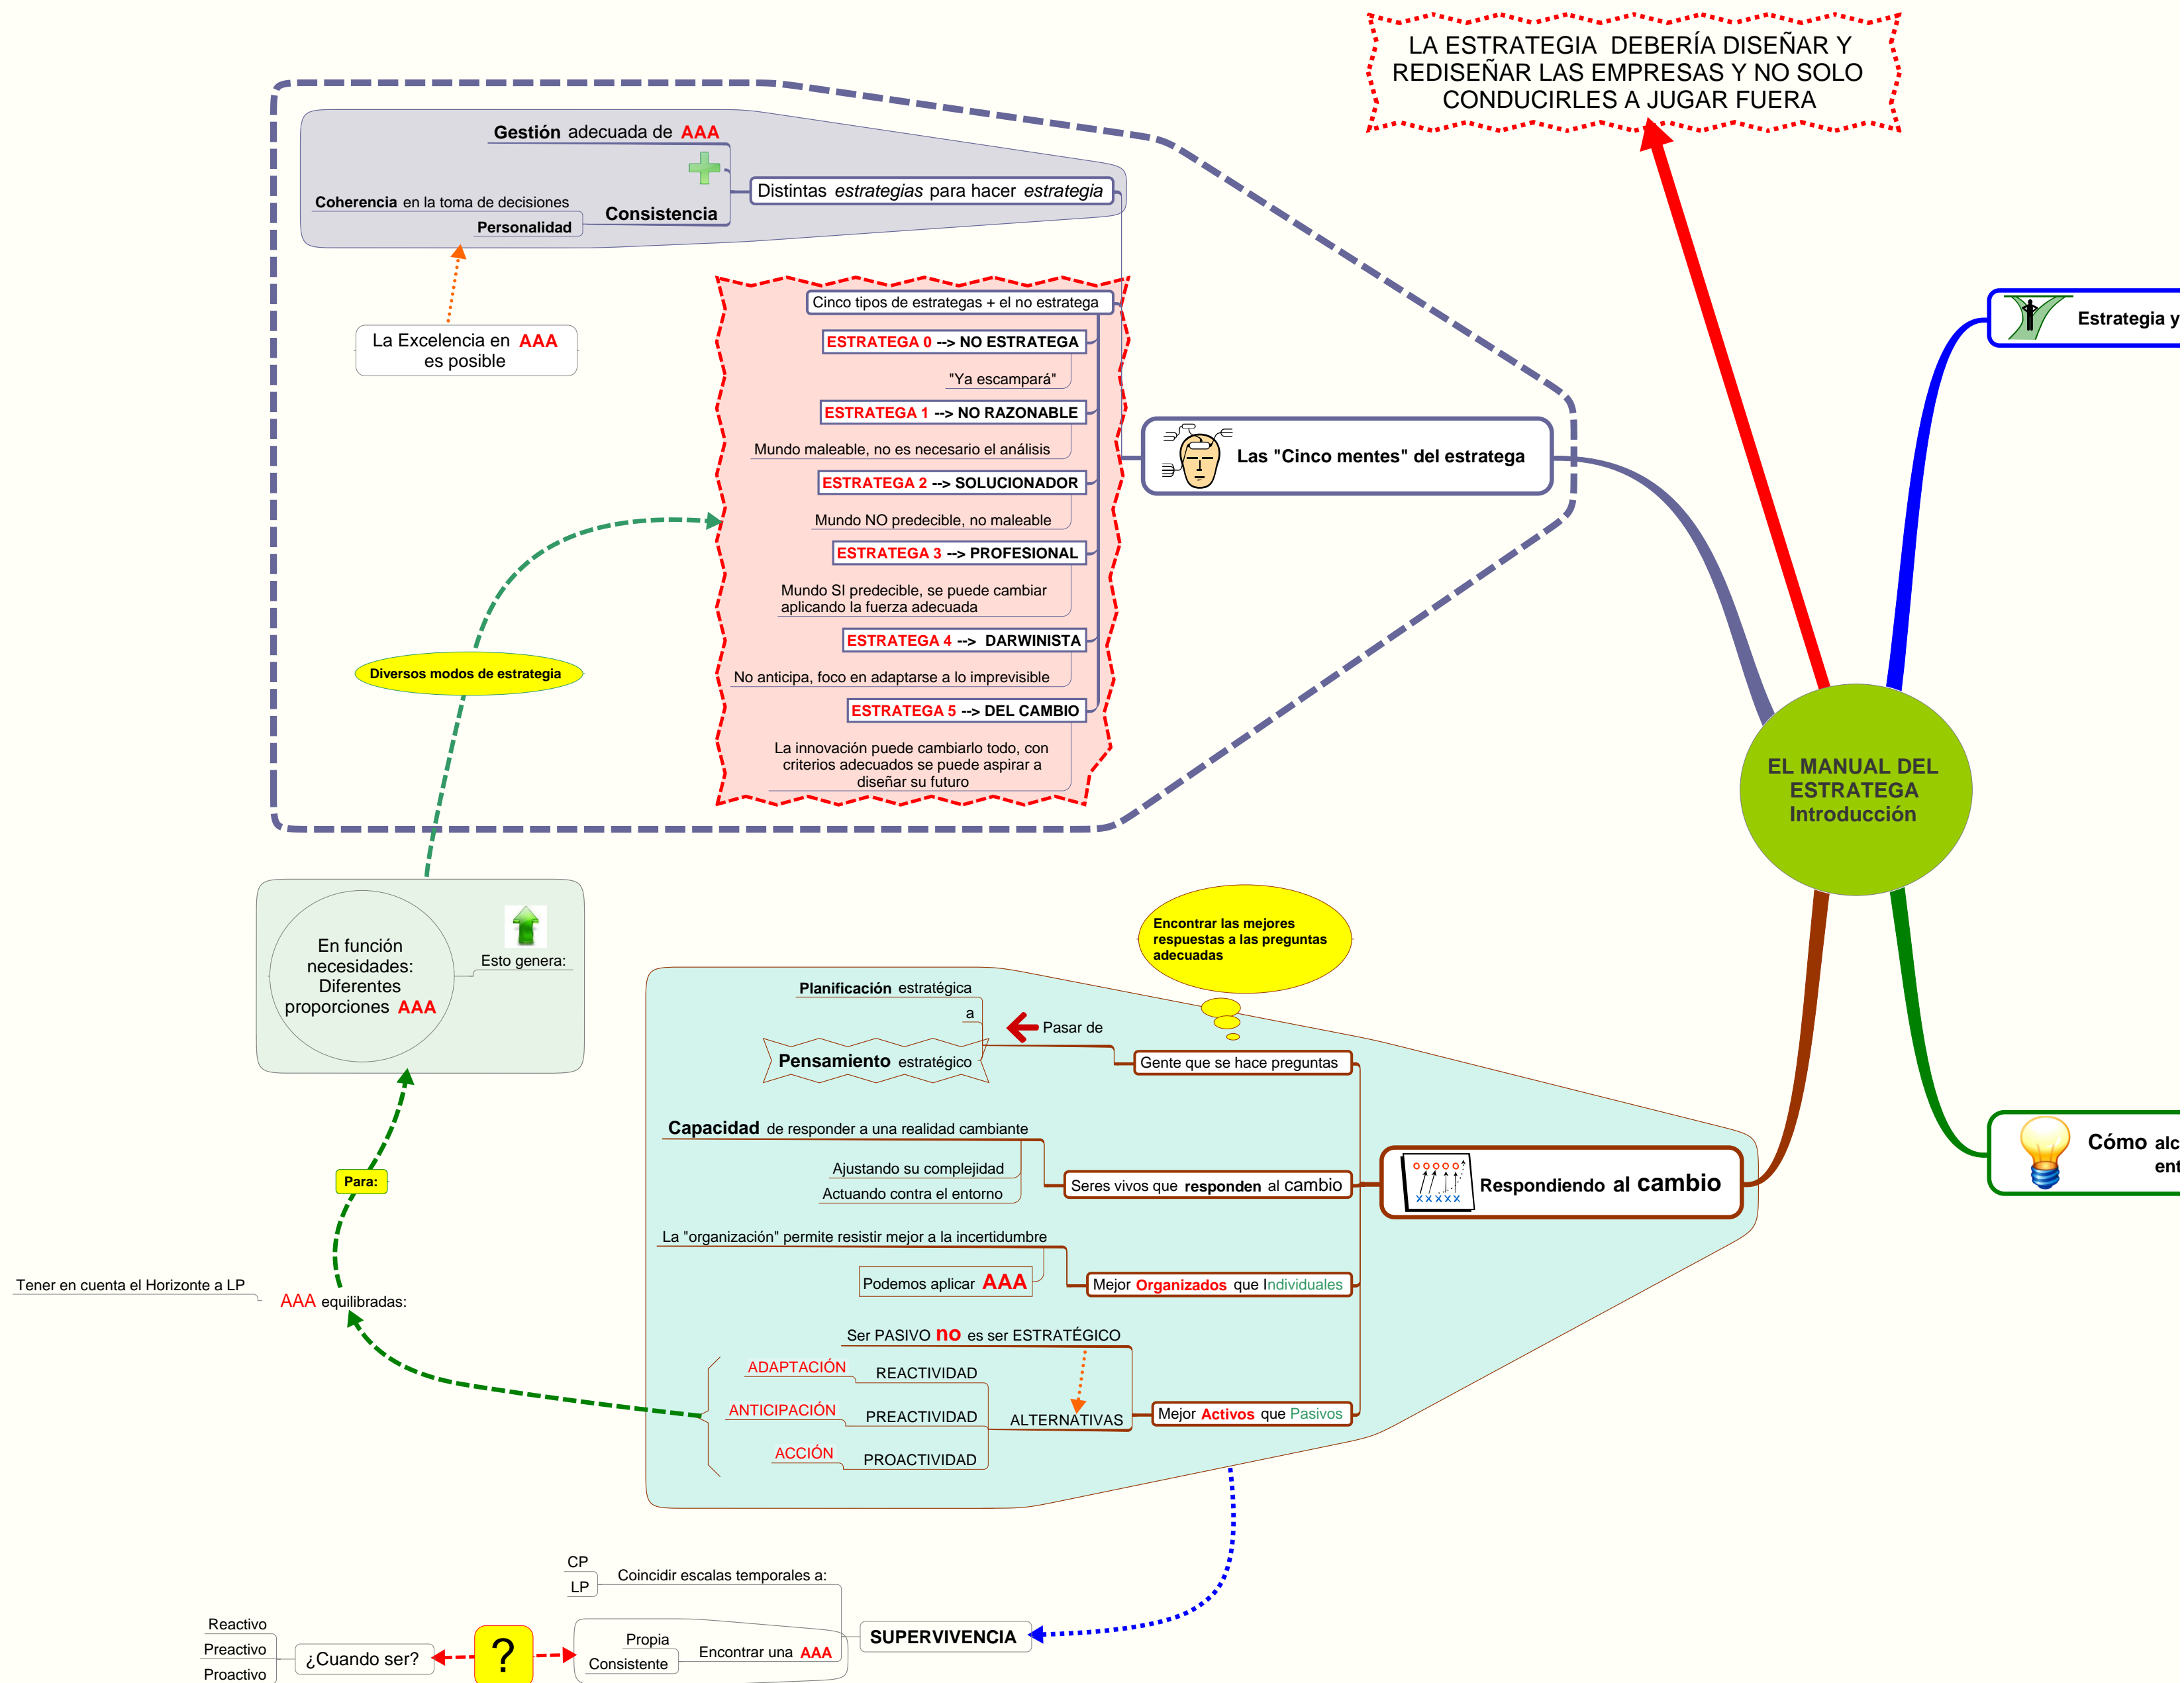 LA ESTRATEGIA DEBERÍA DISEÑAR Y
REDISEÑAR LAS EMPRESAS Y NO SOLO
CONDUCIRLES A JUGAR FUERA
Gestión adecuada de AAA
Distintas estrategias para hacer estrategia
Coherencia en la toma de decisiones
Consistencia
Personalidad
La Excelencia en AAA
es posible
Cinco tipos de estrategas + el no estratega
ESTRATEGA 0 --> NO ESTRATEGA
"Ya escampará"
ESTRATEGA 1 --> NO RAZONABLE
Mundo maleable, no es necesario el análisis
ESTRATEGA 2 --> SOLUCIONADOR
Mundo NO predecible, no maleable
ESTRATEGA 3 --> PROFESIONAL
Mundo SI predecible, se puede cambiar
aplicando la fuerza adecuada
ESTRATEGA 4 --> DARWINISTA
No anticipa, foco en adaptarse a lo imprevisible
ESTRATEGA 5 --> DEL CAMBIO
La innovación puede cambiarlo todo, con
criterios adecuados se puede aspirar a
diseñar su futuro
Las "Cinco mentes" del estratega
Estrategia y
Diversos modos de estrategia
EL MANUAL DEL
ESTRATEGA
Introducción
En función
necesidades:
Diferentes
proporciones AAA
Esto genera:
Encontrar las mejores
respuestas a las preguntas
adecuadas
Planificación estratégica
a
Pasar de
Pensamiento estratégico
Gente que se hace preguntas
Capacidad de responder a una realidad cambiante
Ajustando su complejidad
Actuando contra el entorno
Seres vivos que responden al cambio
Respondiendo al cambio
Cómo alc
ent
La "organización" permite resistir mejor a la incertidumbre
Podemos aplicar AAA
Mejor Organizados que Individuales
Ser PASIVO no es ser ESTRATÉGICO
ADAPTACIÓN
REACTIVIDAD
ANTICIPACIÓN
PREACTIVIDAD
ALTERNATIVAS
Mejor Activos que Pasivos
ACCIÓN
PROACTIVIDAD
Para:
Tener en cuenta el Horizonte a LP
AAA equilibradas:
CP
LP
Coincidir escalas temporales a:
SUPERVIVENCIA
Propia
Consistente
Encontrar una AAA
?
¿Cuando ser?
Reactivo
Preactivo
Proactivo
OOOOO
XXXXX